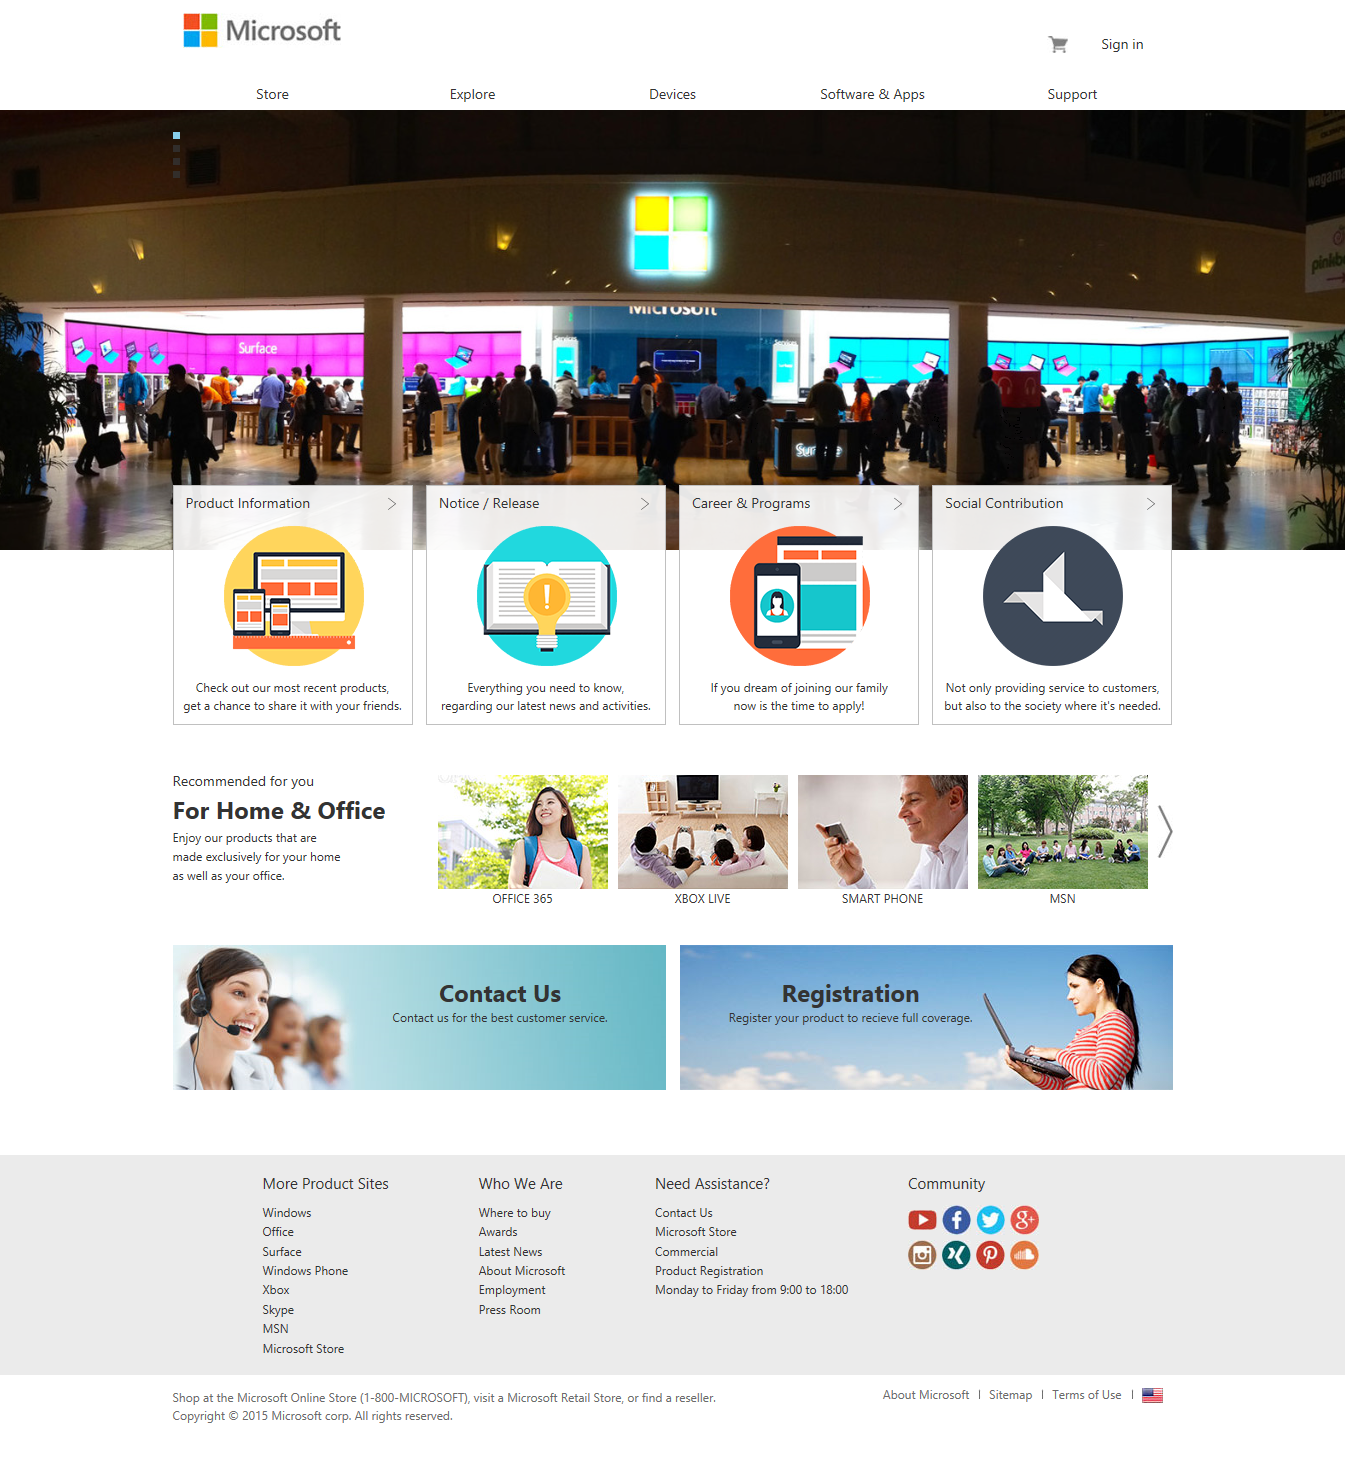 Microsoft
Sign in
Store
Explore
Devices
Software & Apps
Support
wagama
pinkb
Microsoft
Surface
Services
Services
Surface
Product Information
Notice / Release
Career & Programs
Social Contribution
Check out our most recent products,
get a chance to share it with your friends.
Everything you need to know,
regarding our latest news and activities.
If you dream of joining our family
now is the time to apply!
Not only providing service to customers,
but also to the society where it's needed.
Recommended for you
For Home & Office
Enjoy our products that are
made exclusively for your home
as well as your office.
OFFICE 365
XBOX LIVE
SMART PHONE
MSN
Contact Us
Contact us for the best customer service.
Registration
Register your product to recieve full coverage.
More Product Sites
Windows
Office
Surface
Windows Phone
Xbox
Skype
MSN
Microsoft Store
Who We Are
Where to buy
Awards
Latest News
About Microsoft
Employment
Press Room
Need Assistance?
Contact Us
Microsoft Store
Commercial
Product Registration
Monday to Friday from 9:00 to 18:00
Community
Shop at the Microsoft Online Store (1-800-MICROSOFT), visit a Microsoft Retail Store, or find a reseller.
Copyright © 2015 Microsoft corp. All rights reserved.
About Microsoft | Sitemap | Terms of Use |